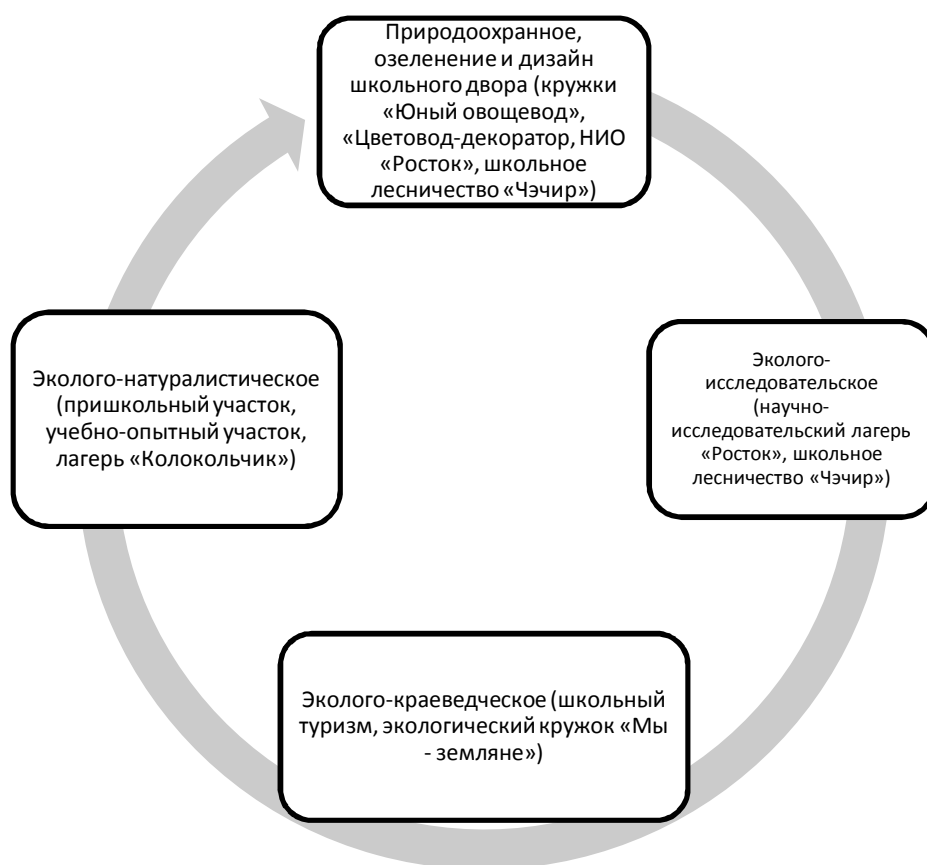 Природоохранное,
озеленение и дизайн
школьного двора (кружки
«Юный овощевод»,
«Цветовод-декоратор, НИО
«Росток», школьное
лесничество «Чэчир»)
Эколого-
исследовательское
(научно-
исследовательский лагерь
«Росток», школьное
лесничество «Чэчир»)
Эколого-краеведческое (школьный
туризм, экологический кружок «Мы
- земляне»)
Эколого-натуралистическое
(пришкольный участок,
учебно-опытный участок,
лагерь «Колокольчик»)